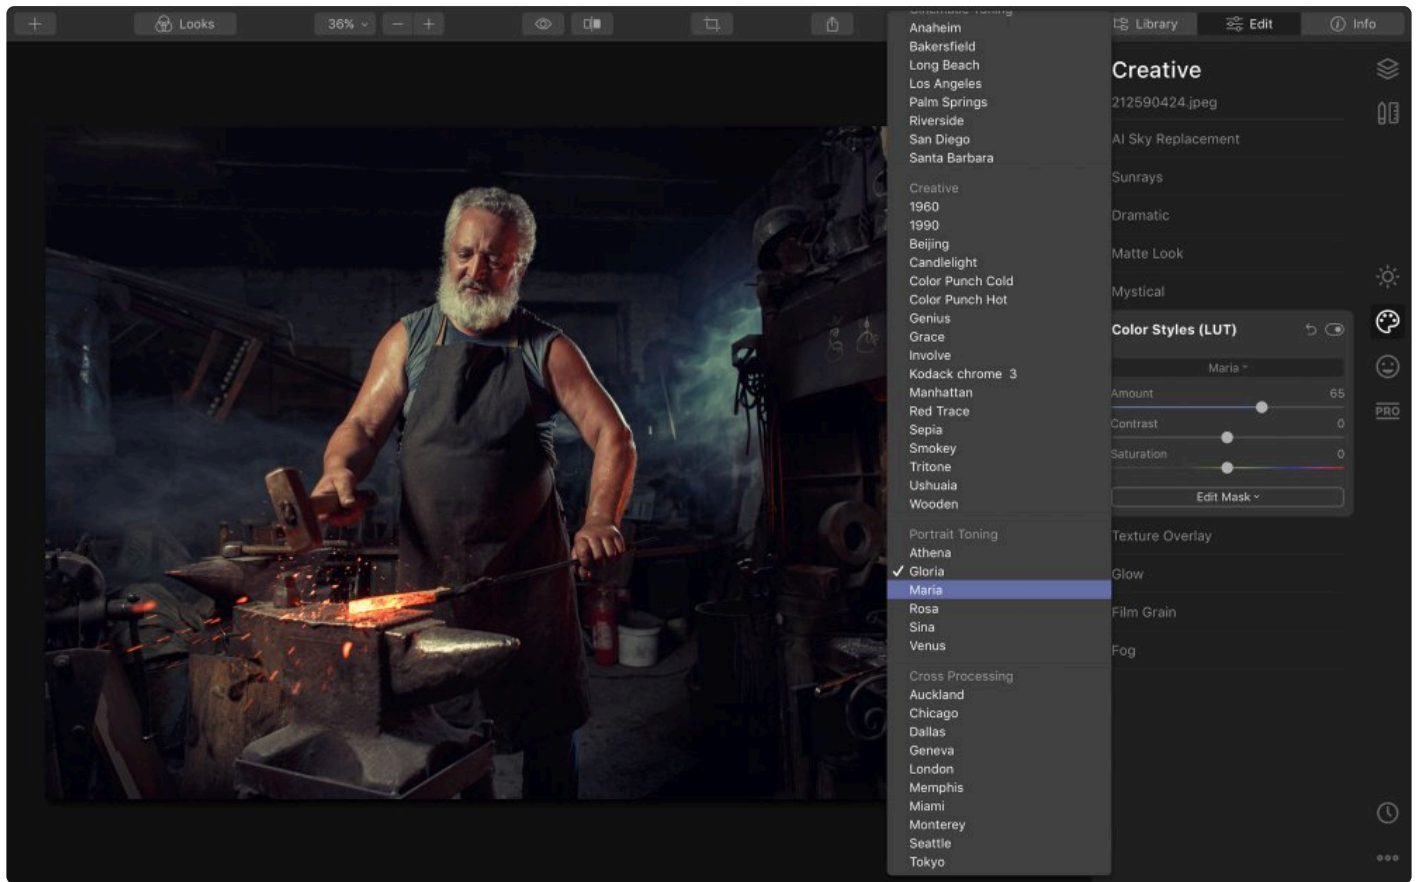 Looks
36%
Library
Edit
Info
Cinematic Toning
Anaheim
Bakersfield
Long Beach
Los Angeles
Palm Springs
Riverside
San Diego
Santa Barbara
Creative
1960
1990
Beijing
Candlelight
Color Punch Cold
Color Punch Hot
Genius
Grace
Involve
Kodack chrome 3
Manhattan
Red Trace
Sepia
Smokey
Tritone
Ushuaia
Wooden
Portrait Toning
Athena
Gloria
Maria
Rosa
Sina
Venus
Cross Processing
Auckland
Chicago
Dallas
Geneva
London
Memphis
Miami
Monterey
Seattle
Tokyo
Creative
212590424.jpeg
AI Sky Replacement
Sunrays
Dramatic
Matte Look
Mystical
Color Styles (LUT)
Maria
Amount 65
Contrast 0
Saturation 0
Edit Mask
Texture Overlay
Glow
Film Grain
Fog
PRO